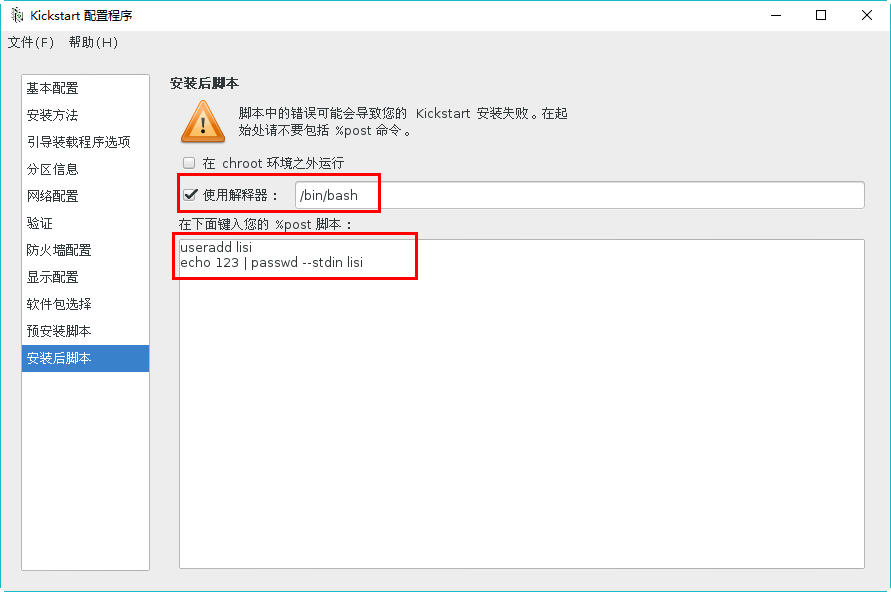 Kickstart 配置程序
文件(F) 帮助(H)
基本配置
安装方法
引导装载程序选项
分区信息
网络配置
验证
防火墙配置
显示配置
软件包选择
预安装脚本
安装后脚本
安装后脚本
脚本中的错误可能会导致您的 Kickstart 安装失败。在起
始处请不要包括 %post 命令。
在 chroot 环境之外运行
使用解释器： /bin/bash
在下面键入您的 %post 脚本：
useradd lisi
echo 123 | passwd --stdin lisi